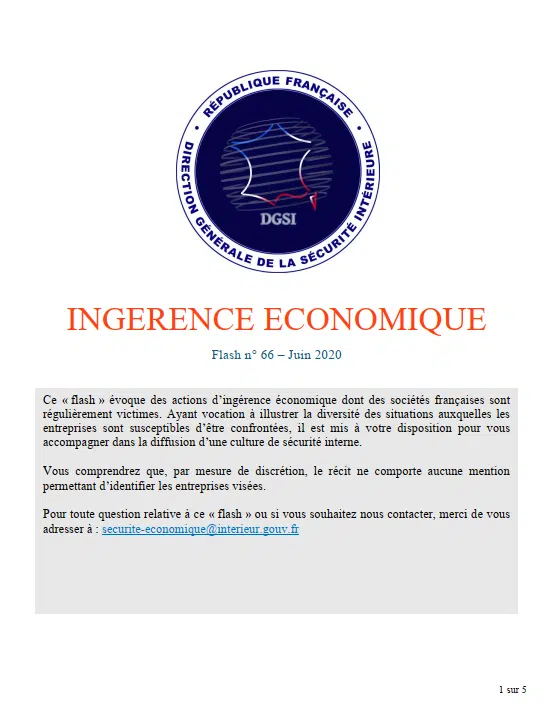 RÉPUBLIQUE FRANÇAISE
DIRECTION GÉNÉRALE DE LA SÉCURITÉ INTÉRIEURE
DGSI
INGERENCE ECONOMIQUE
Flash n° 66 – Juin 2020
Ce « flash » évoque des actions d’ingérence économique dont des sociétés françaises sont
régulièrement victimes. Ayant vocation à illustrer la diversité des situations auxquelles les
entreprises sont susceptibles d’être confrontées, il est mis à votre disposition pour vous
accompagner dans la diffusion d’une culture de sécurité interne.
Vous comprendrez que, par mesure de discrétion, le récit ne comporte aucune mention
permettant d’identifier les entreprises visées.
Pour toute question relative à ce « flash » ou si vous souhaitez nous contacter, merci de vous
adresser à : securite-economique@interieur.gouv.fr
1 sur 5